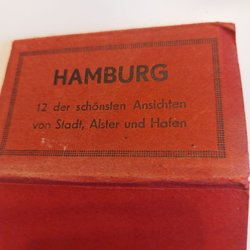 HAMBURG
12 der schönsten Ansichten
von Stadt, Alster und Hafen